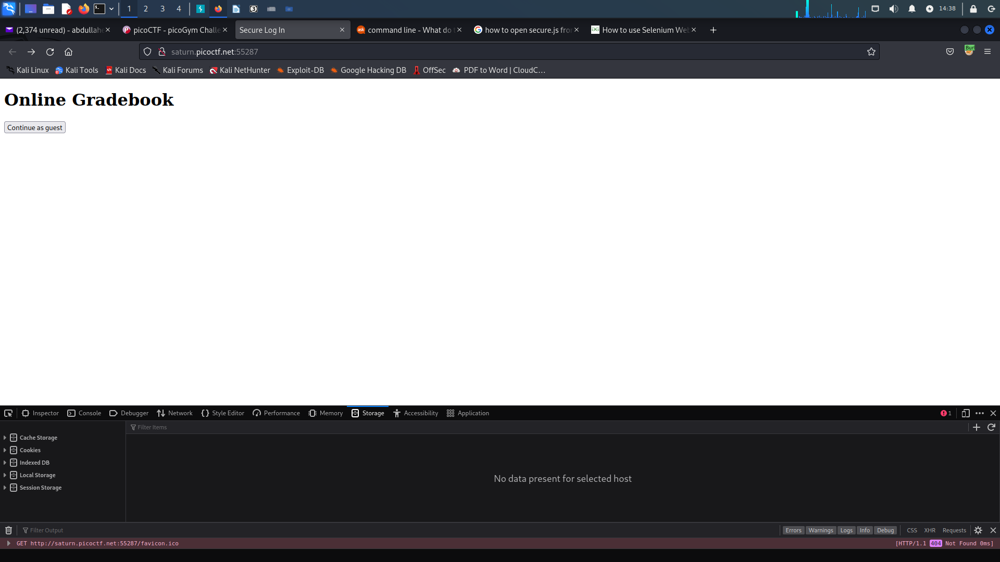 1 2 3 4 14:38
(2,374 unread) - abdullahe picoCTF - picoGym Challe Secure Log In command line - What do how to open secure.js fro How to use Selenium Web
saturn.picoctf.net:55287 Burp
Kali Linux Kali Tools Kali Docs Kali Forums Kali NetHunter Exploit-DB Google Hacking DB OffSec PDF to Word | CloudC…
Online Gradebook
Continue as guest
Inspector Console Debugger Network Style Editor Performance Memory Storage Accessibility Application 1
Filter Items
Cache Storage
Cookies
Indexed DB
Local Storage
Session Storage
No data present for selected host
Filter Output Errors Warnings Logs Info Debug CSS XHR Requests
GET http://saturn.picoctf.net:55287/favicon.ico [HTTP/1.1 404 Not Found 0ms]